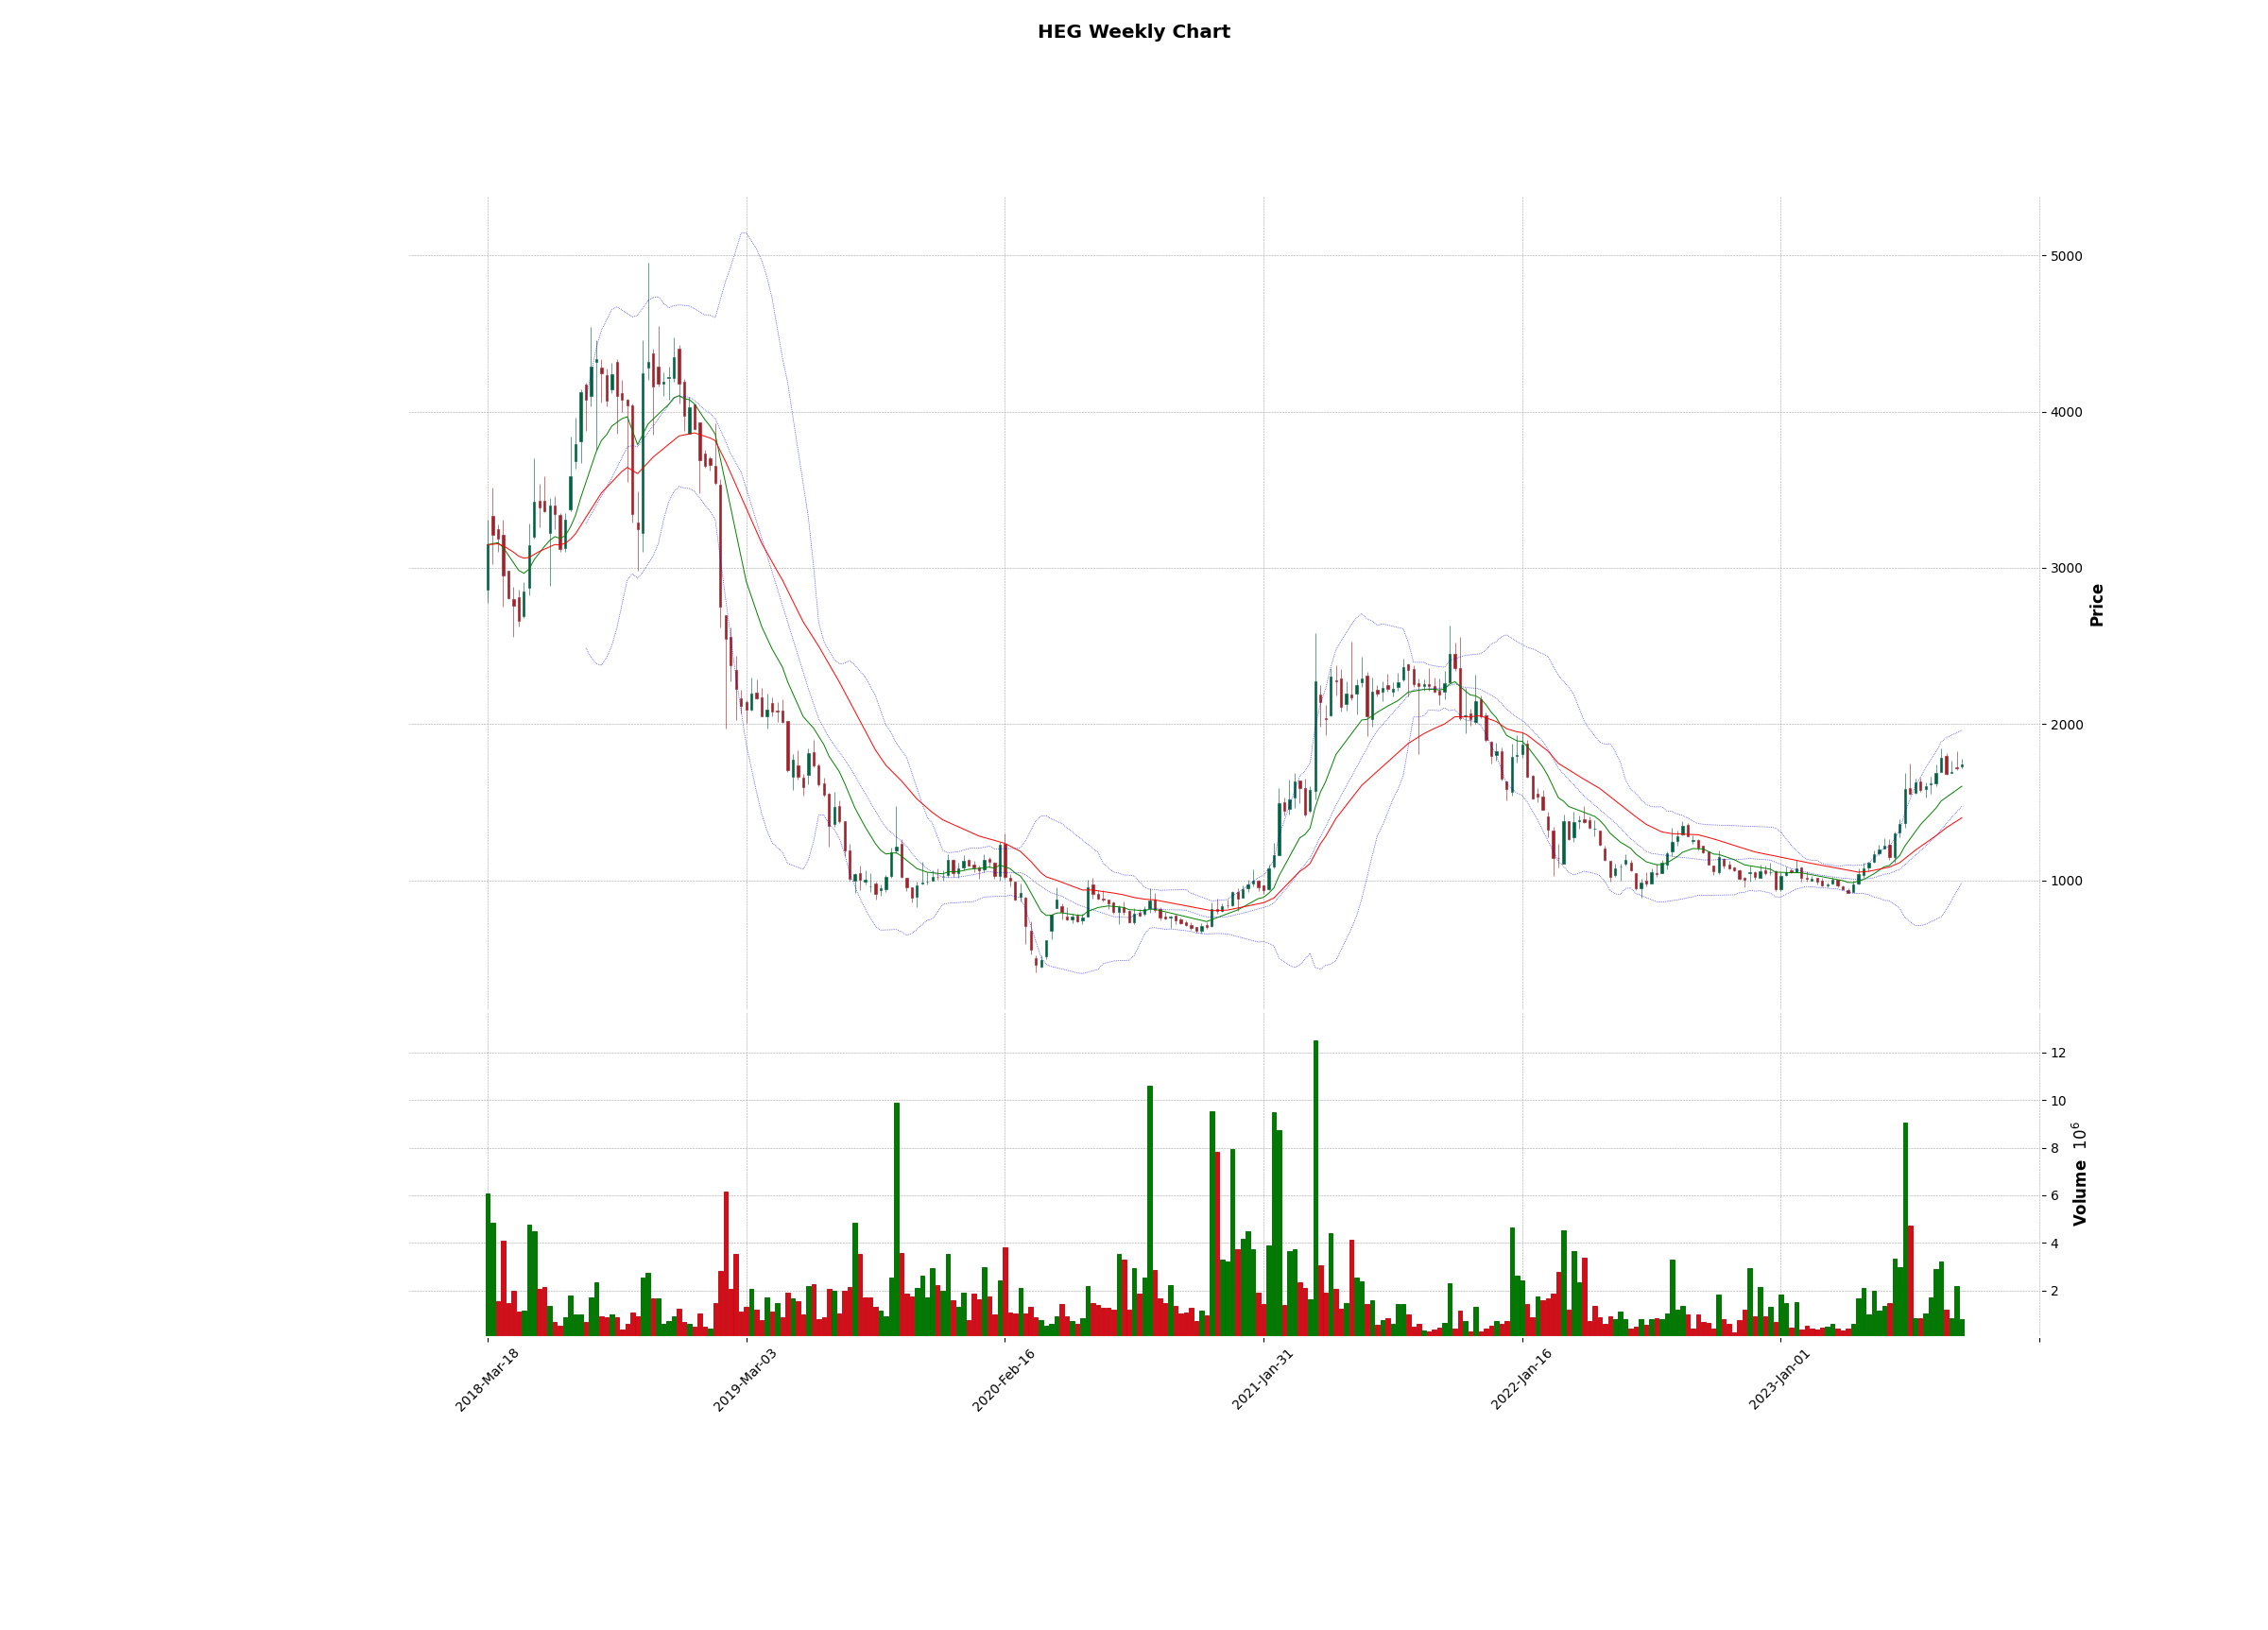 HEG Weekly Chart
5000
4000
3000
2000
1000
Price
12
10
8
6
4
2
Volume 10^6
2018-Mar-18
2019-Mar-03
2020-Feb-16
2021-Jan-31
2022-Jan-16
2023-Jan-01